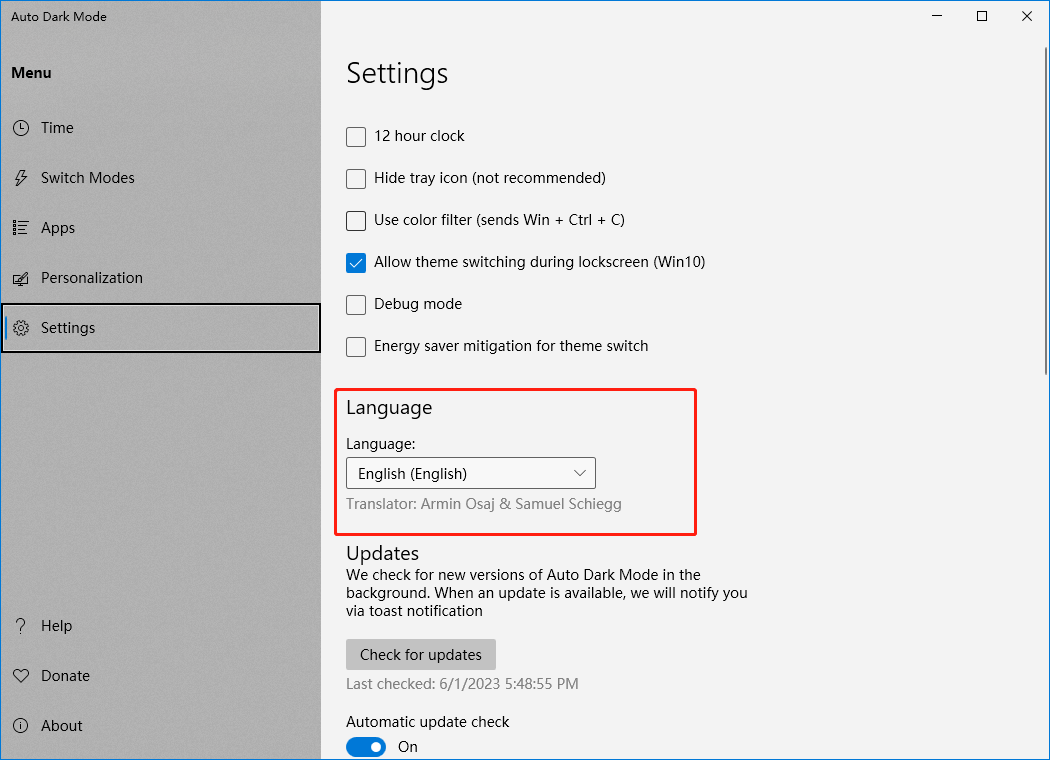 Auto Dark Mode
Menu
Time
Switch Modes
Apps
Personalization
Settings
Help
Donate
About
Settings
12 hour clock
Hide tray icon (not recommended)
Use color filter (sends Win + Ctrl + C)
Allow theme switching during lockscreen (Win10)
Debug mode
Energy saver mitigation for theme switch
Language
Language:
English (English)
Translator: Armin Osaj & Samuel Schiegg
Updates
We check for new versions of Auto Dark Mode in the
background. When an update is available, we will notify you
via toast notification
Check for updates
Last checked: 6/1/2023 5:48:55 PM
Automatic update check
On